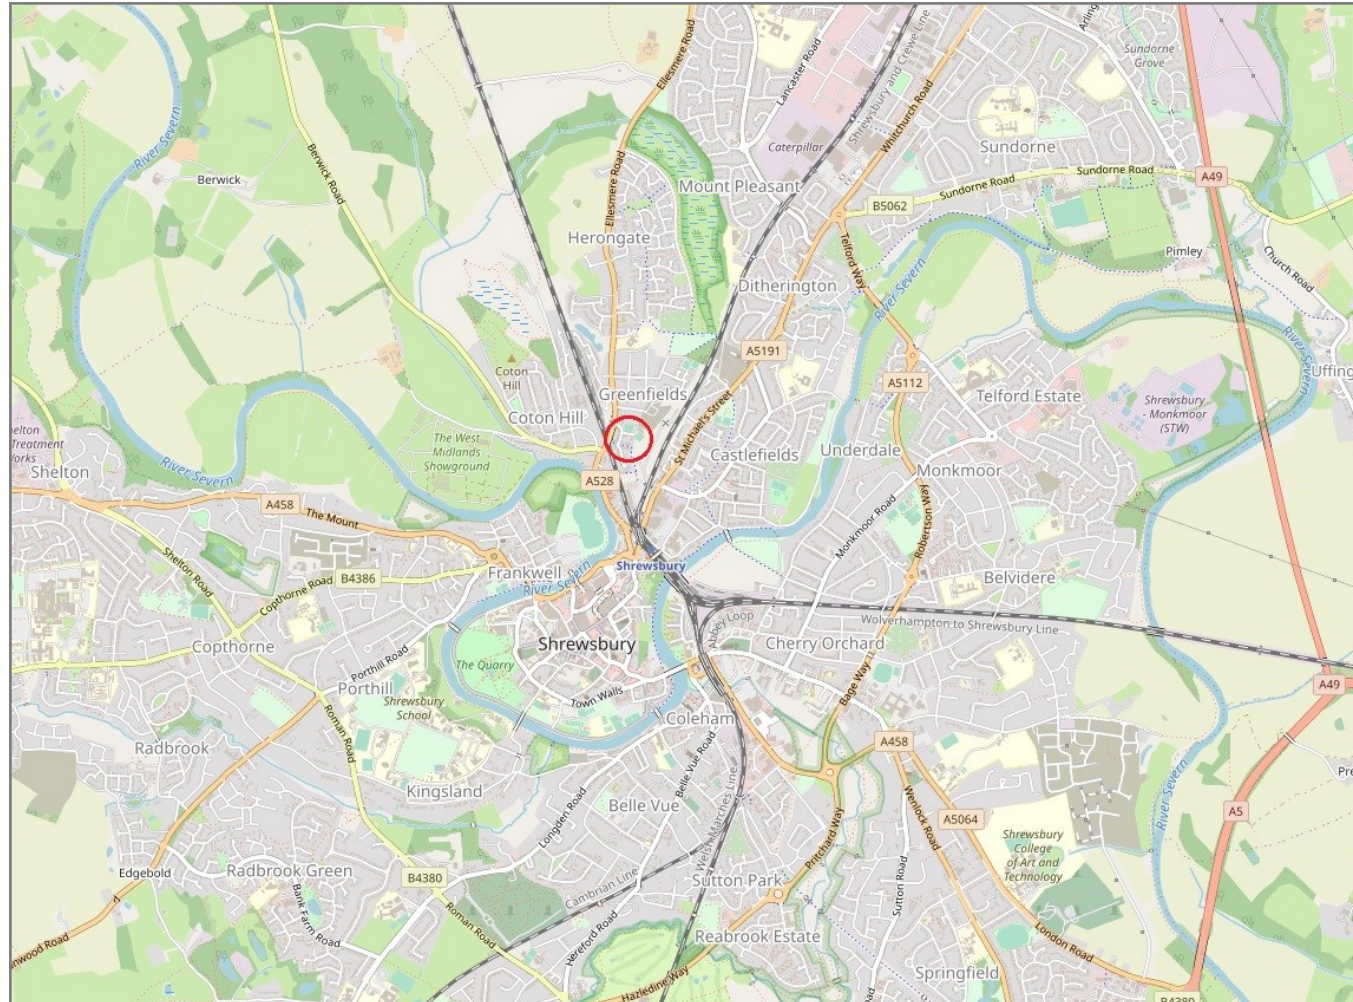 Ellesmere Road
Lancaster Road
Shrewsbury and Crewe Line
Whitchurch Road
Sundorne
Grove
River Severn
Berwick
Berwick Road
Caterpillar
Sundorne
Mount Pleasant
Sundorne Road
Sundorne Road
A49
B5062
Ellesmere Road
Herongate
Telford Way
Pimley
Church Road
River Severn
Ditherington
River Severn
A5191
Coton
Hill
Greenfields
A5112
Telford Estate
Uffing
Shrewsbury
- Monkmoor
(STW)
Coton Hill
St Michael's Street
The West
Midlands
Showground
Castlefields
Underdale
Monkmoor
elton
Treatment
Works
Shelton
River Severn
A528
A458
The Mount
Monkmoor Road
Robertson Way
Shelton Road
B4386
Copthorne Road
Frankwell
River Severn
Shrewsbury
Belvidere
Copthorne
Shrewsbury
Abbey Loop
Cherry Orchard
Wolverhampton to Shrewsbury Line
The Quarry
Porthill Road
Porthill
Shrewsbury
School
Town Walls
Bage Way
A49
Coleham
Radbrook
Roman Road
A458
River Severn
Pre
Kingsland
Longden Road
Belle Vue Road
Belle Vue
Welsh Marches Line
Pritchard Way
Wenlock Road
A5064
A5
Shrewsbury
College
of Art and
Technology
Edgebold
Radbrook Green
B4380
Cambrian Line
Sutton Park
Sutton Road
Bank Farm Road
Roman Road
Hereford Road
Reabrook Estate
London Road
nwood Road
Hazledine Way
Springfield
B4380